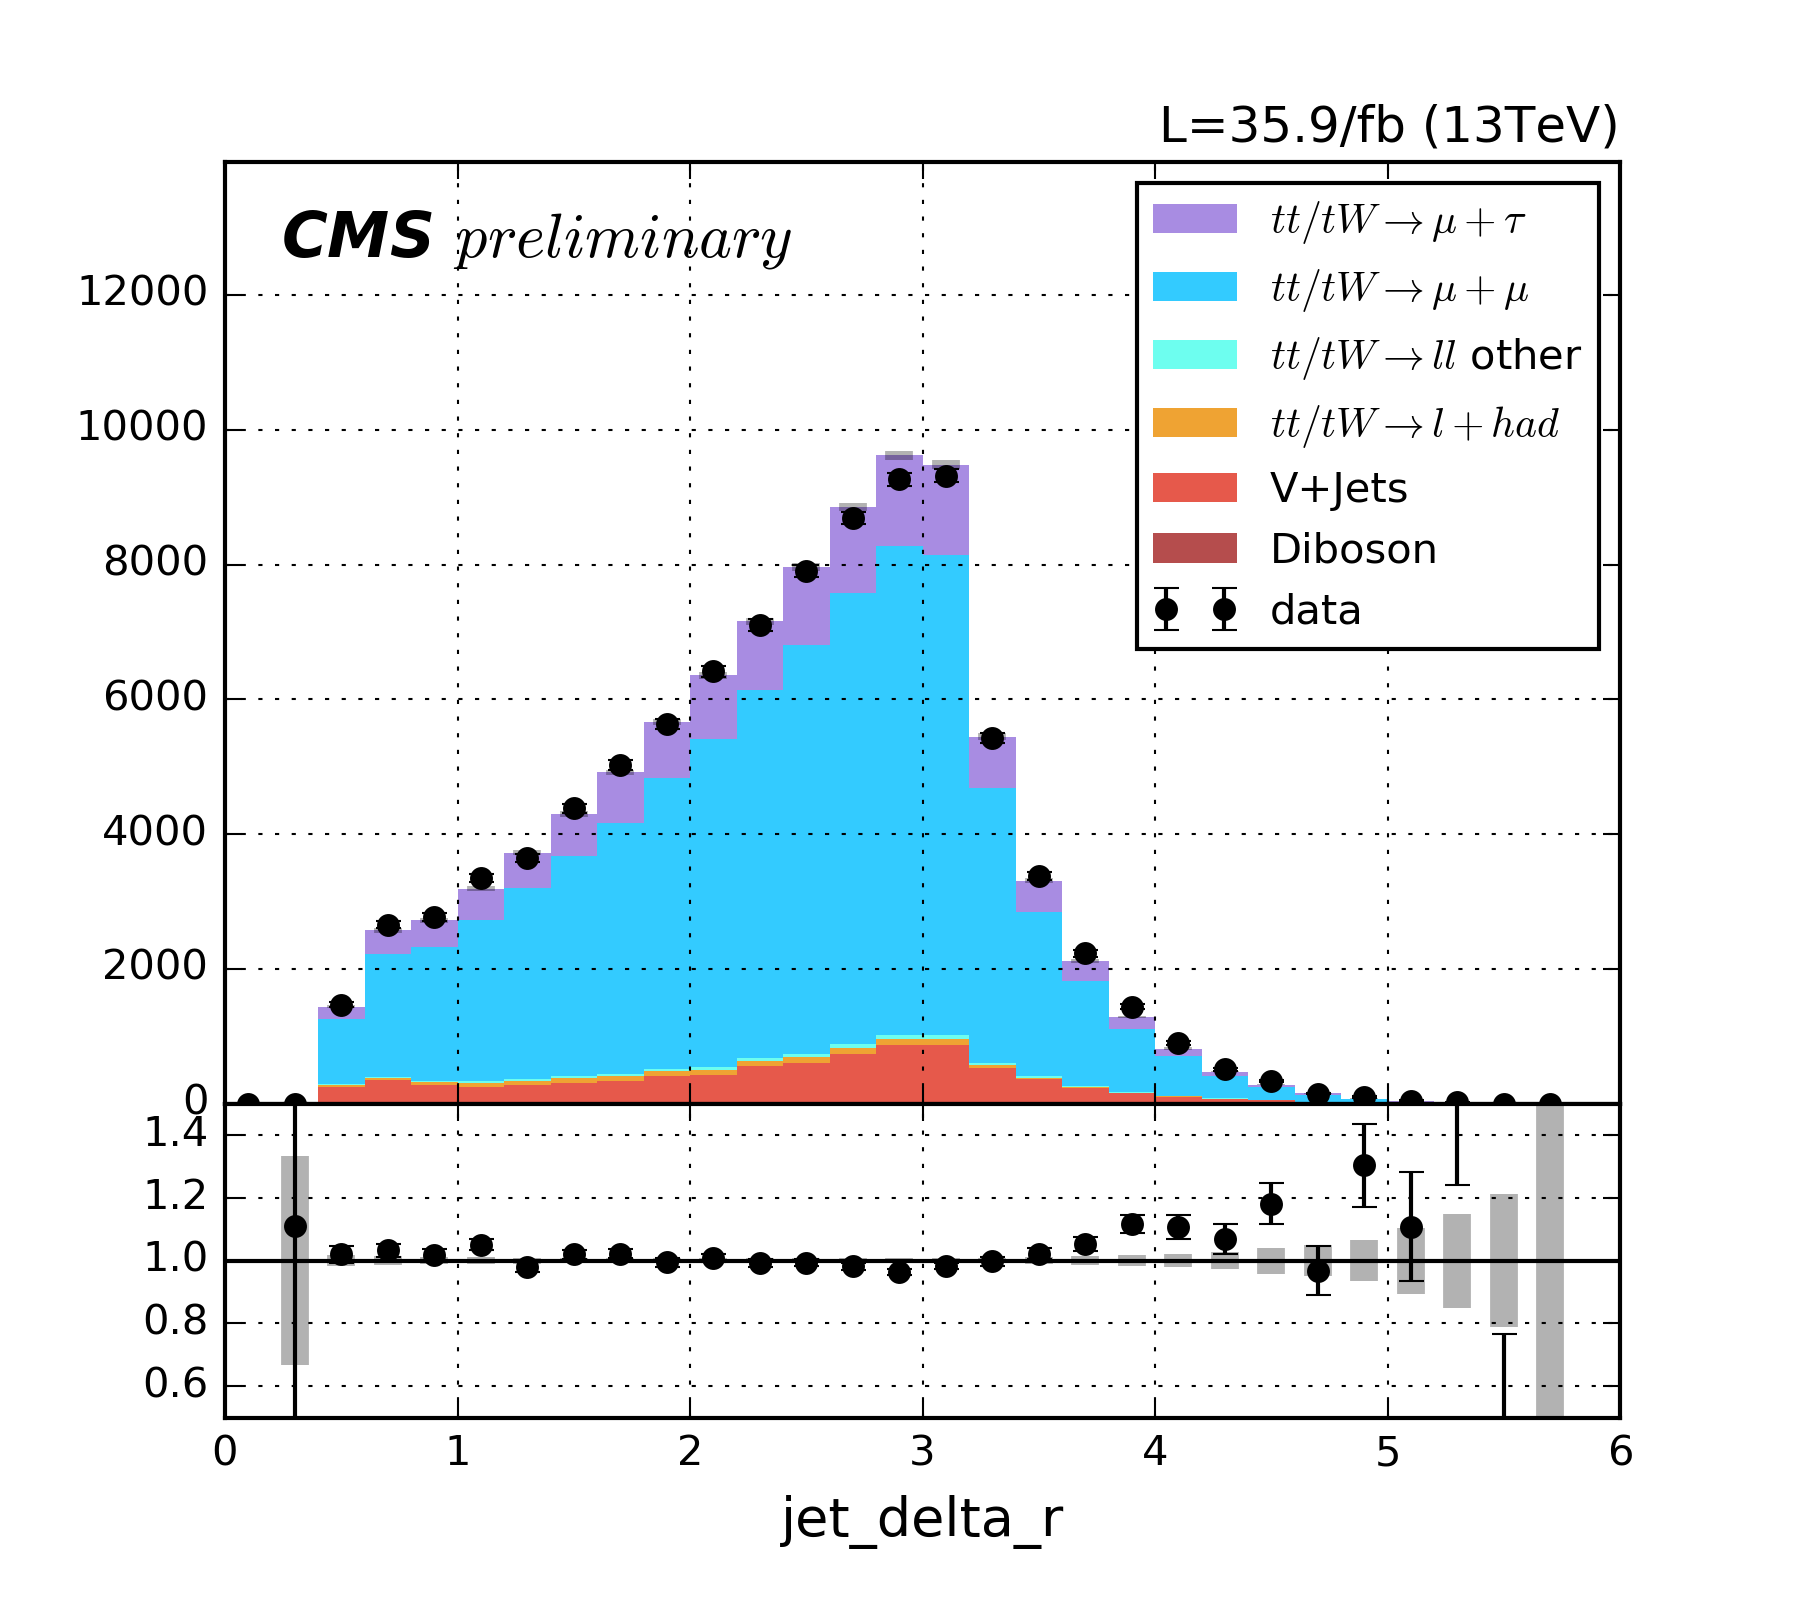 L=35.9/fb (13TeV)
CMS preliminary
tt/tW→μ+τ
tt/tW→μ+μ
tt/tW→ll other
tt/tW→l+had
V+Jets
Diboson
data
12000
10000
8000
6000
4000
2000
0
1.4
1.2
1.0
0.8
0.6
0 1 2 3 4 5 6
jet_delta_r